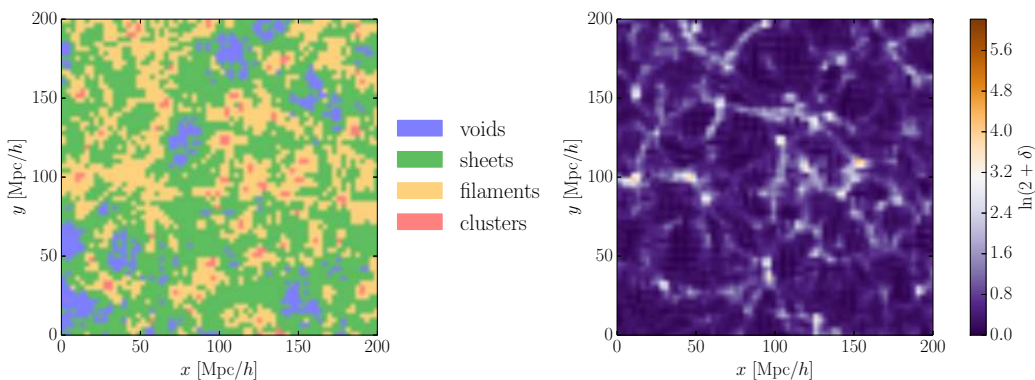 200
150
100
50
0
0 50 100 150 200
x [Mpc/h]
y [Mpc/h]
voids
sheets
filaments
clusters
200
150
100
50
0
0 50 100 150 200
x [Mpc/h]
y [Mpc/h]
5.6
4.8
4.0
3.2
2.4
1.6
0.8
0.0
ln(2 + δ)